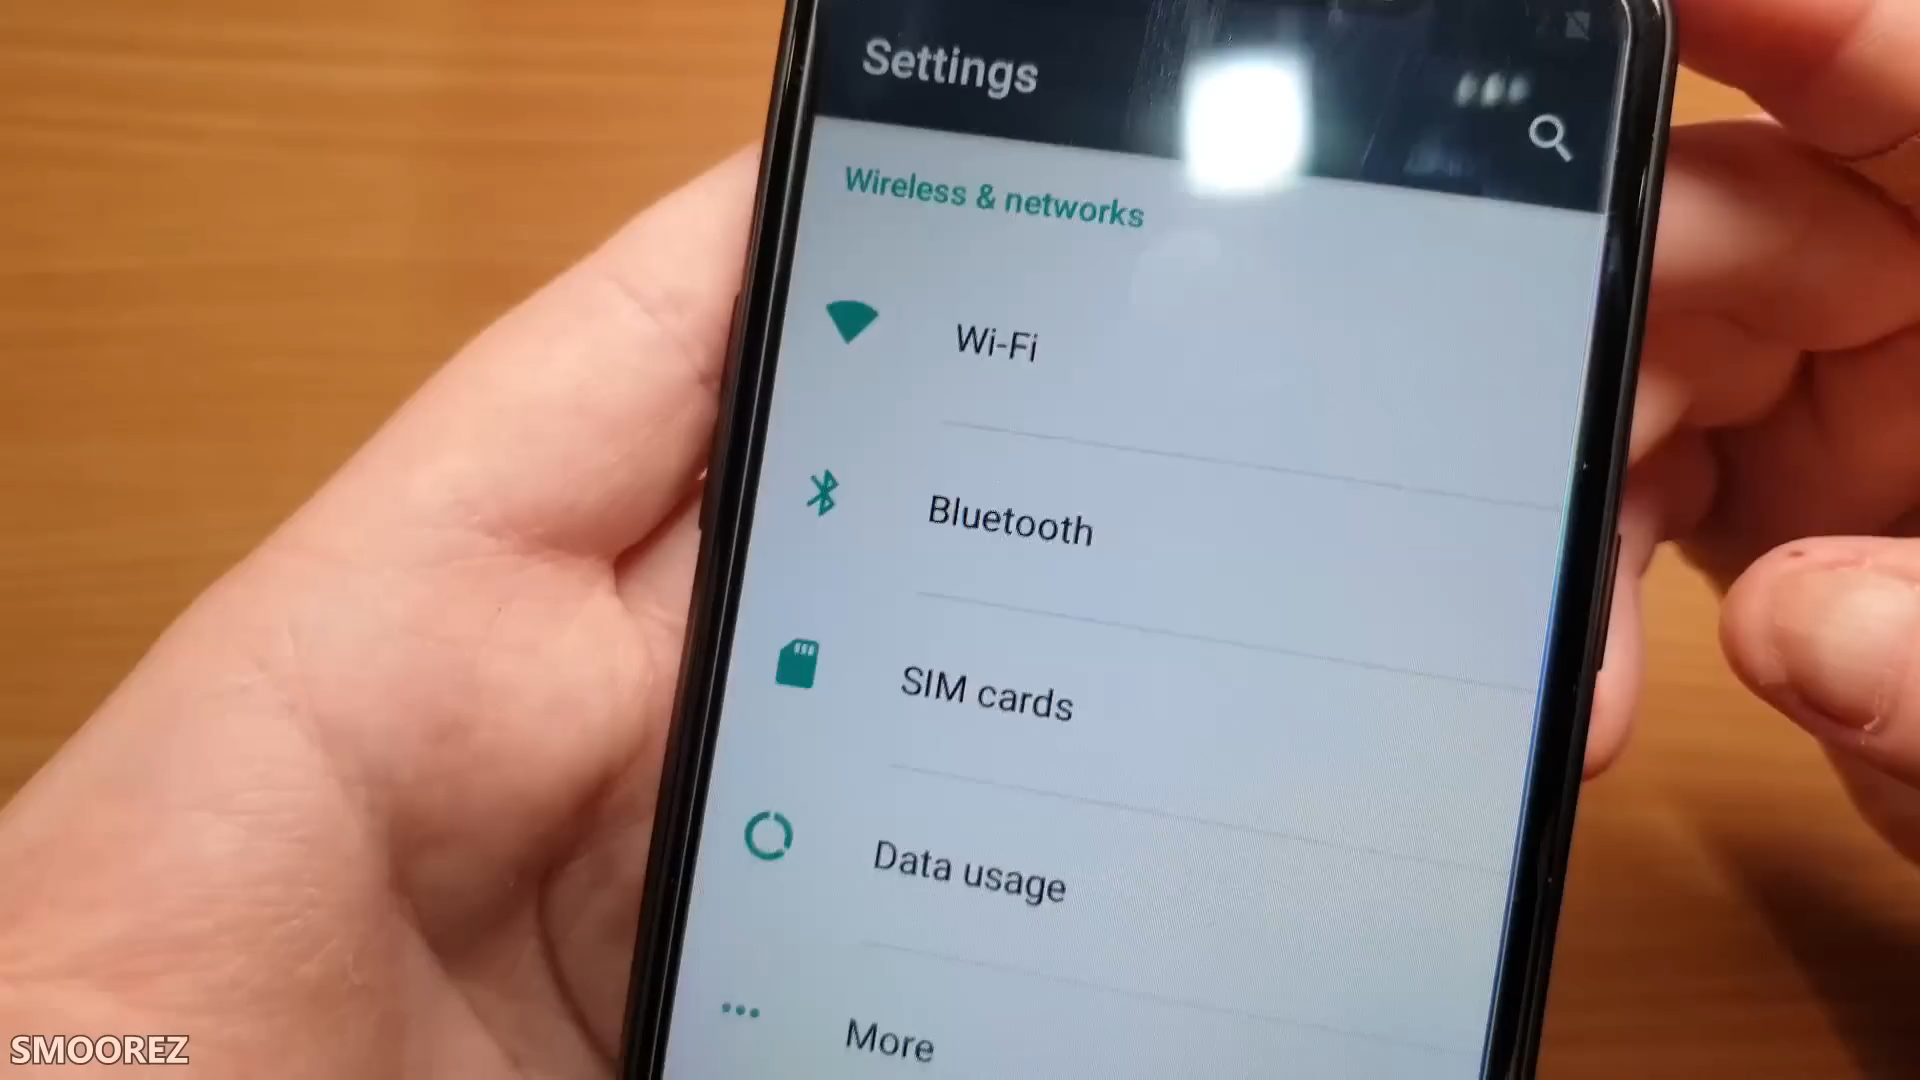 Settings
Wireless & networks
Wi-Fi
Bluetooth
SIM cards
Data usage
More
SMOOREZ